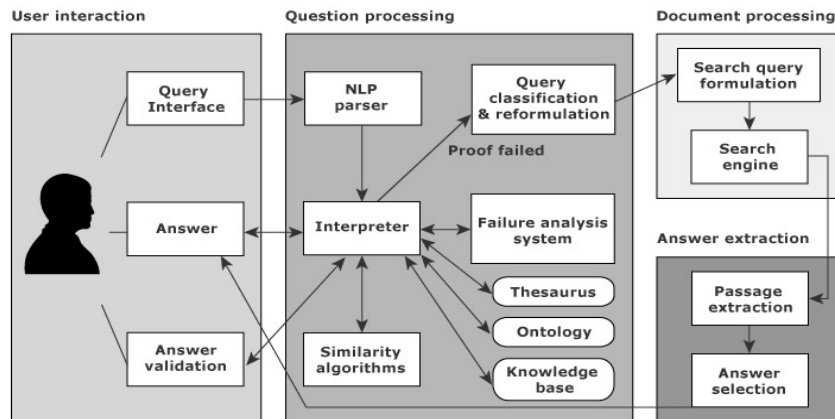 User interaction
Question processing
Document processing
Query
Interface
NLP
parser
Query
classification
& reformulation
Search query
formulation
Proof failed
Search
engine
Answer
Interpreter
Failure analysis
system
Answer extraction
Thesaurus
Passage
extraction
Ontology
Answer
validation
Similarity
algorithms
Knowledge
base
Answer
selection